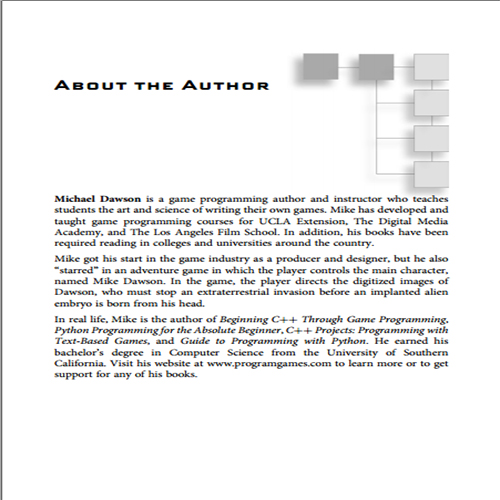 About the Author
Michael Dawson is a game programming author and instructor who teaches
students the art and science of writing their own games. Mike has developed and
taught game programming courses for UCLA Extension, The Digital Media
Academy, and The Los Angeles Film School. In addition, his books have been
required reading in colleges and universities around the country.
Mike got his start in the game industry as a producer and designer, but he also
“starred” in an adventure game in which the player controls the main character,
named Mike Dawson. In the game, the player directs the digitized images of
Dawson, who must stop an extraterrestrial invasion before an implanted alien
embryo is born from his head.
In real life, Mike is the author of Beginning C++ Through Game Programming,
Python Programming for the Absolute Beginner, C++ Projects: Programming with
Text-Based Games, and Guide to Programming with Python. He earned his
bachelor's degree in Computer Science from the University of Southern
California. Visit his website at www.programgames.com to learn more or to get
support for any of his books.